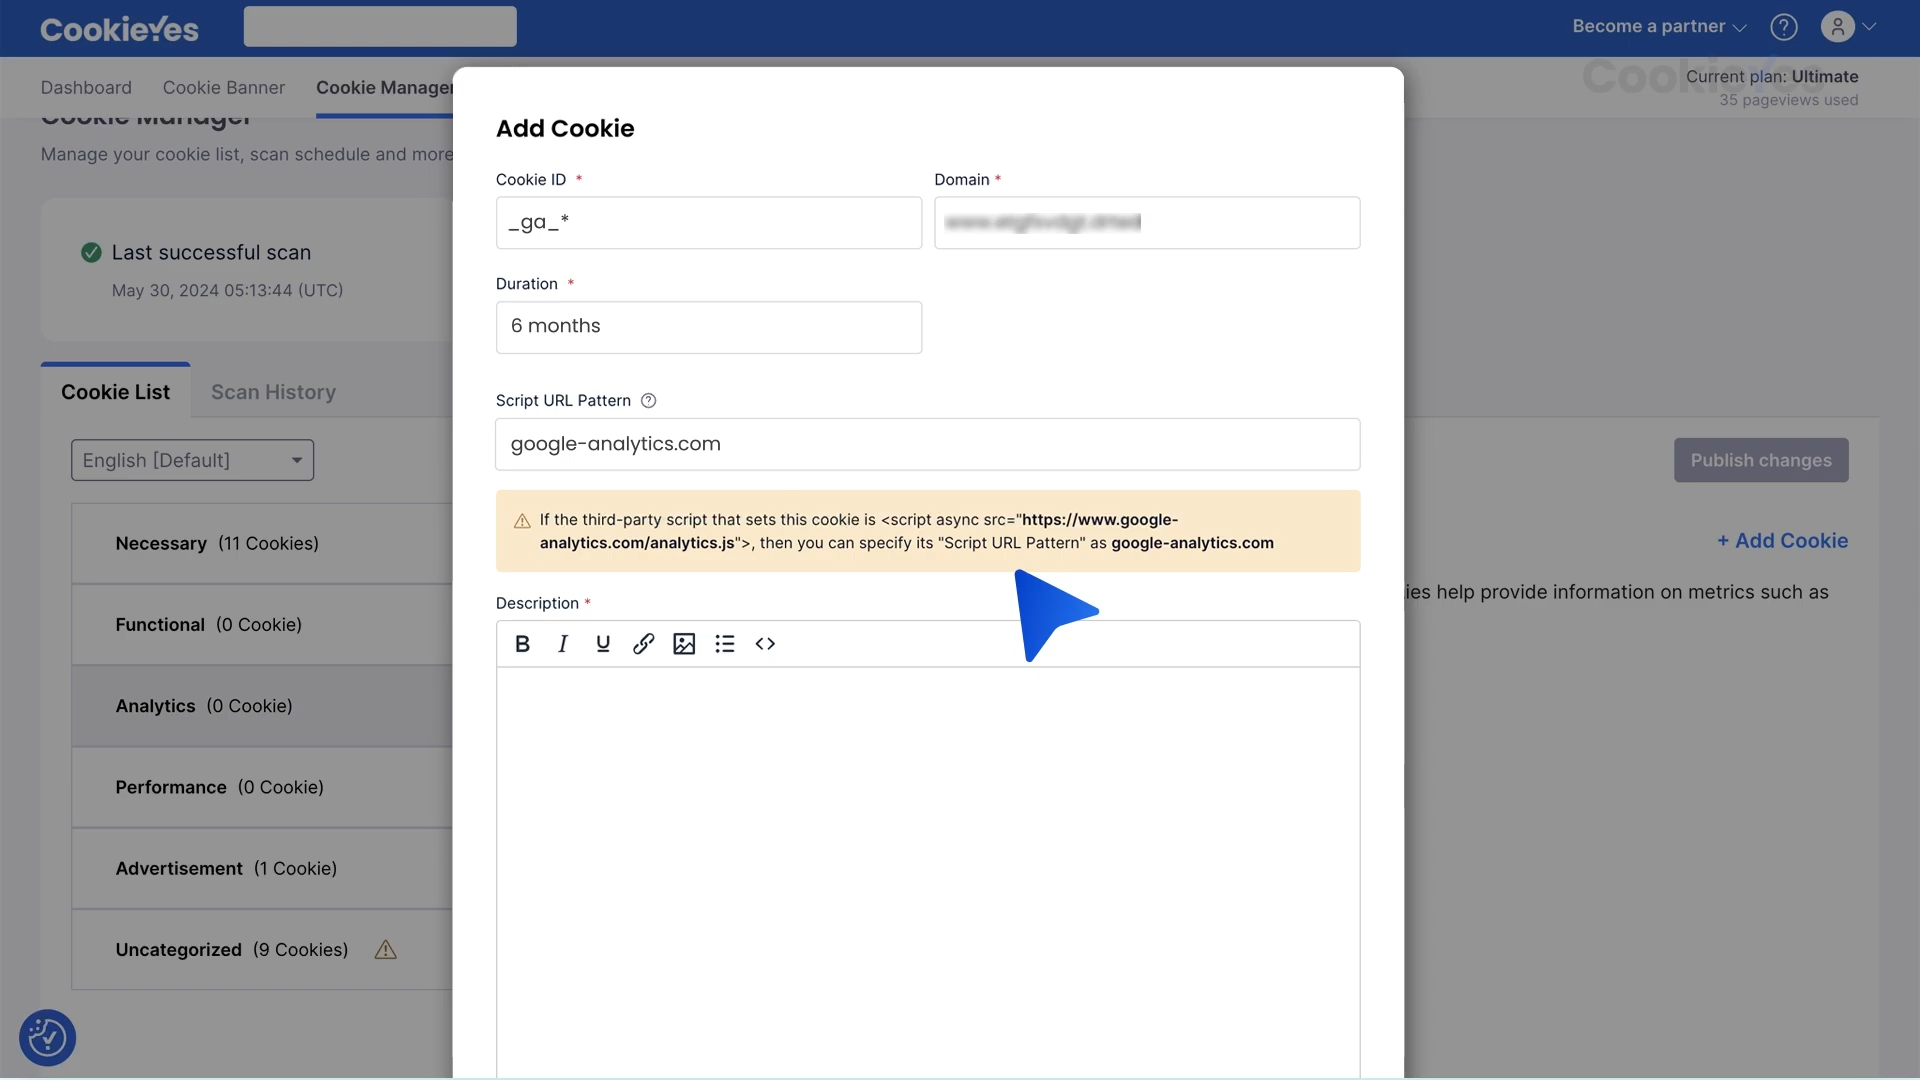 CookieYes
Become a partner
Dashboard
Cookie Banner
Cookie Manager
CookieYes
Current plan: Ultimate
35 pageviews used
Cookie Manager
Manage your cookie list, scan schedule and more
Last successful scan
May 30, 2024 05:13:44 (UTC)
Cookie List
Scan History
English [Default]
Publish changes
Necessary (11 Cookies)
+ Add Cookie
ies help provide information on metrics such as
Functional (0 Cookie)
Analytics (0 Cookie)
Performance (0 Cookie)
Advertisement (1 Cookie)
Uncategorized (9 Cookies)
Add Cookie
Cookie ID *
Domain *
_ga_*
Duration *
6 months
Script URL Pattern
google-analytics.com
If the third-party script that sets this cookie is <script async src="https://www.google-
analytics.com/analytics.js">, then you can specify its "Script URL Pattern" as google-analytics.com
Description *
B I U